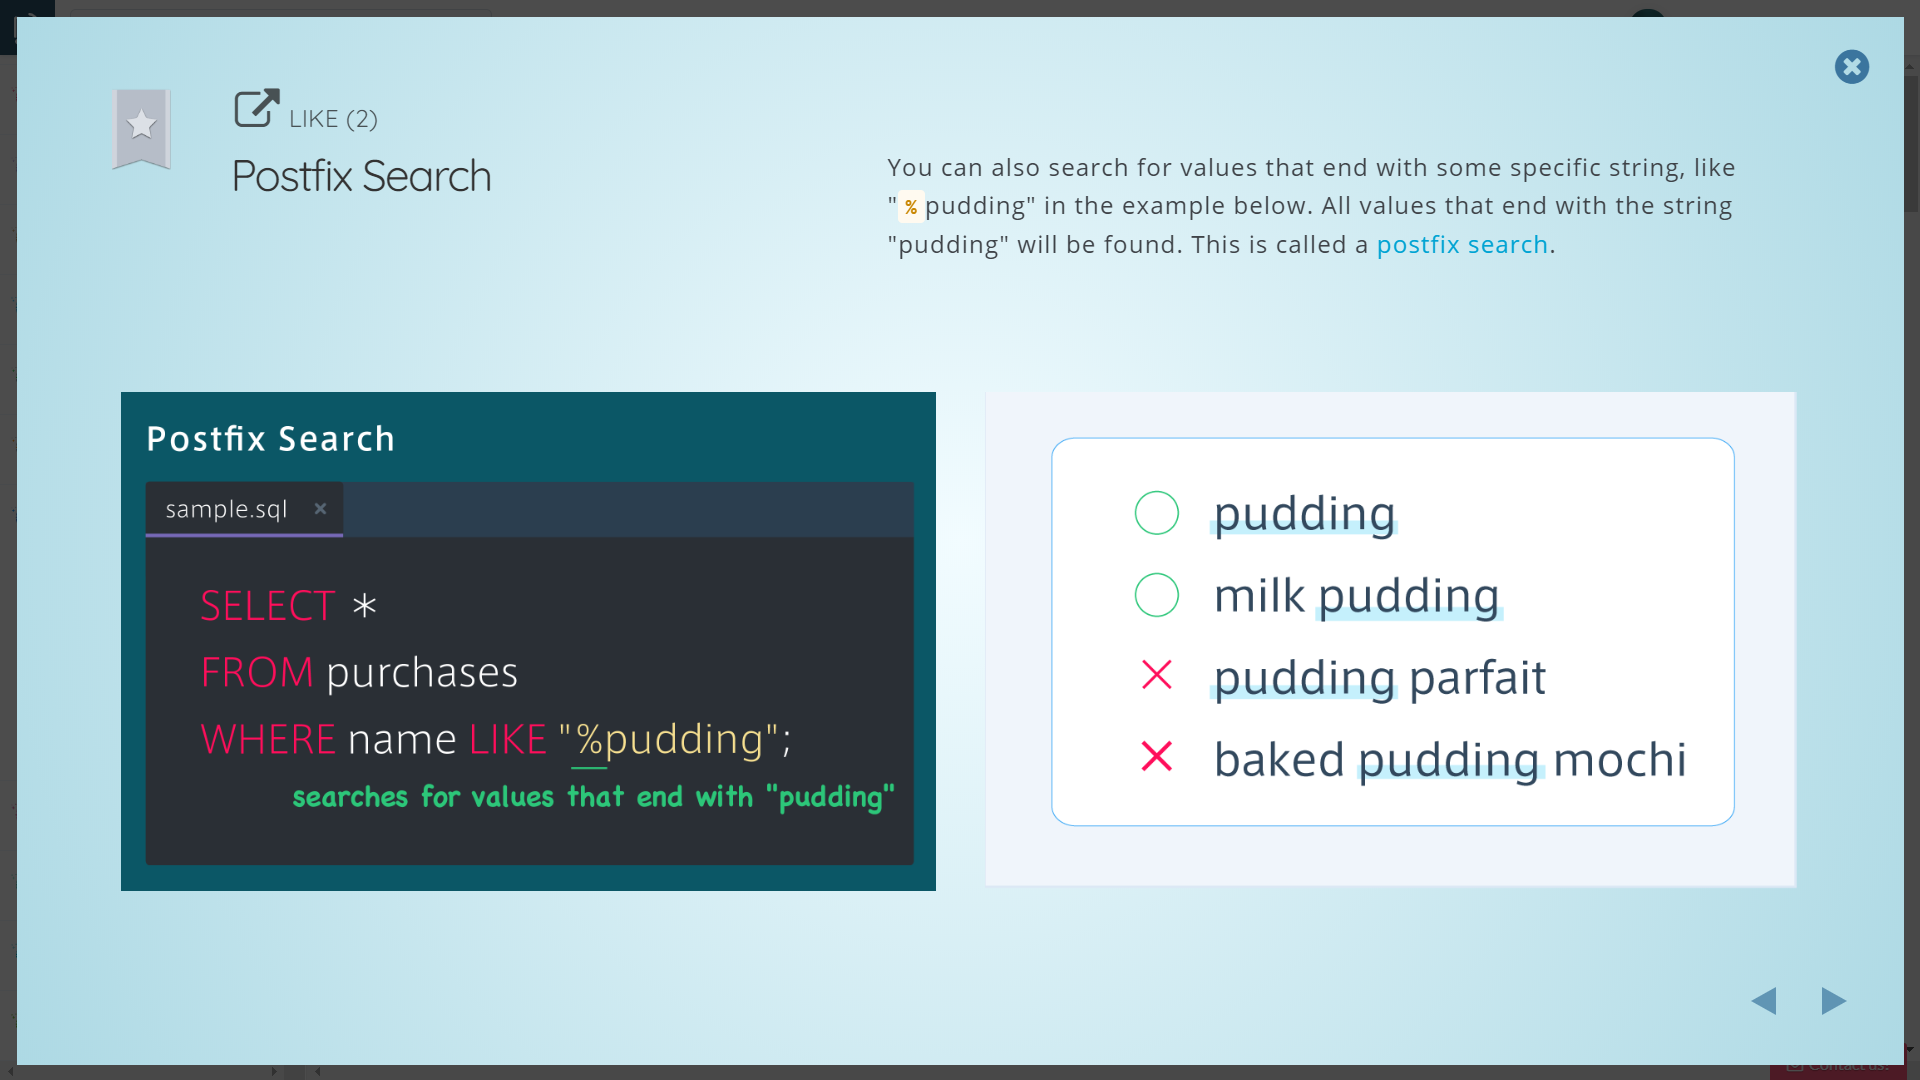 LIKE (2)
Postfix Search
You can also search for values that end with some specific string, like
"%pudding" in the example below. All values that end with the string
"pudding" will be found. This is called a postfix search.
Postfix Search
sample.sql ×
SELECT *
FROM purchases
WHERE name LIKE "%pudding";
searches for values that end with "pudding"
pudding
milk pudding
pudding parfait
baked pudding mochi
Contact us!